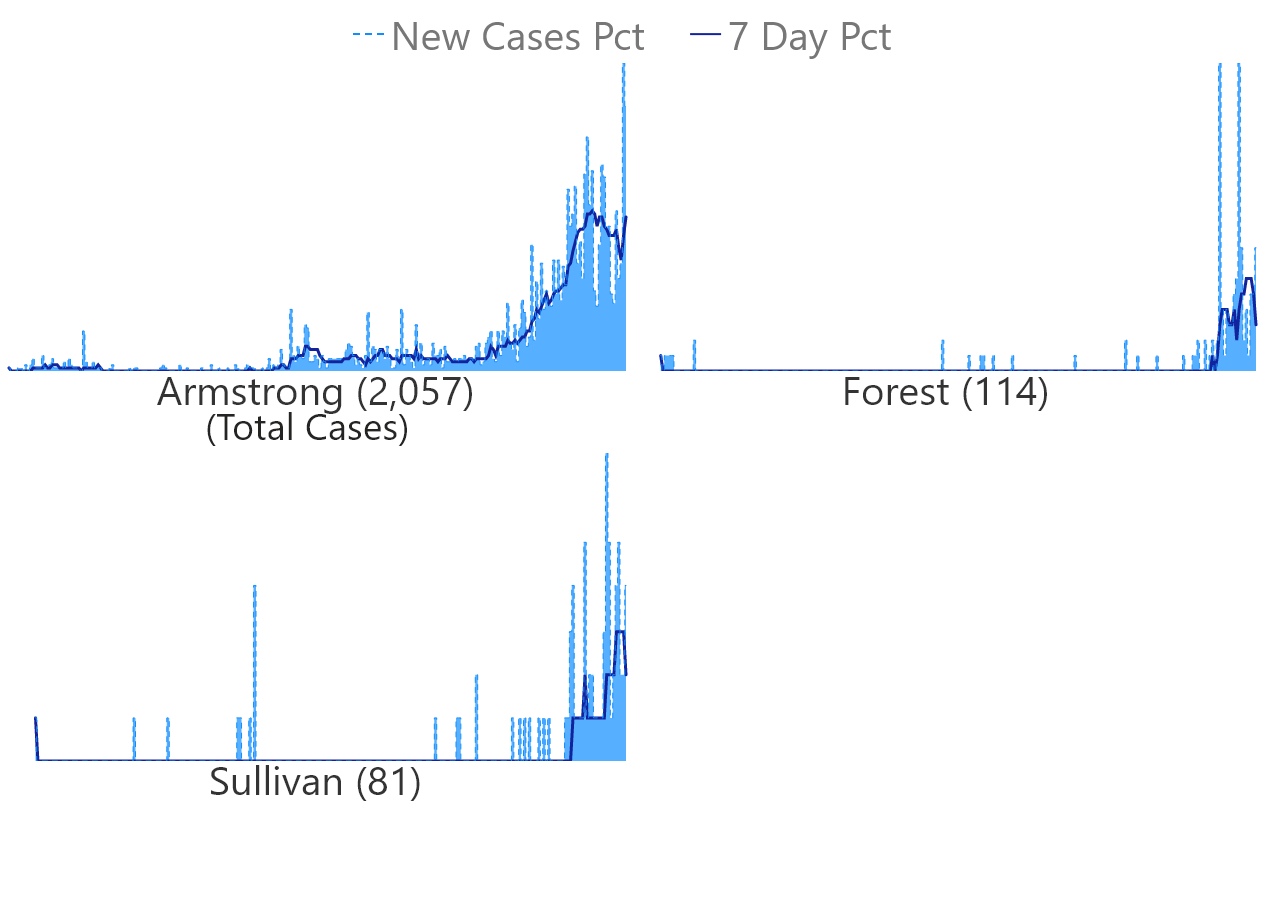 New Cases Pct 7 Day Pct
Armstrong (2,057)
(Total Cases)
Forest (114)
Sullivan (81)